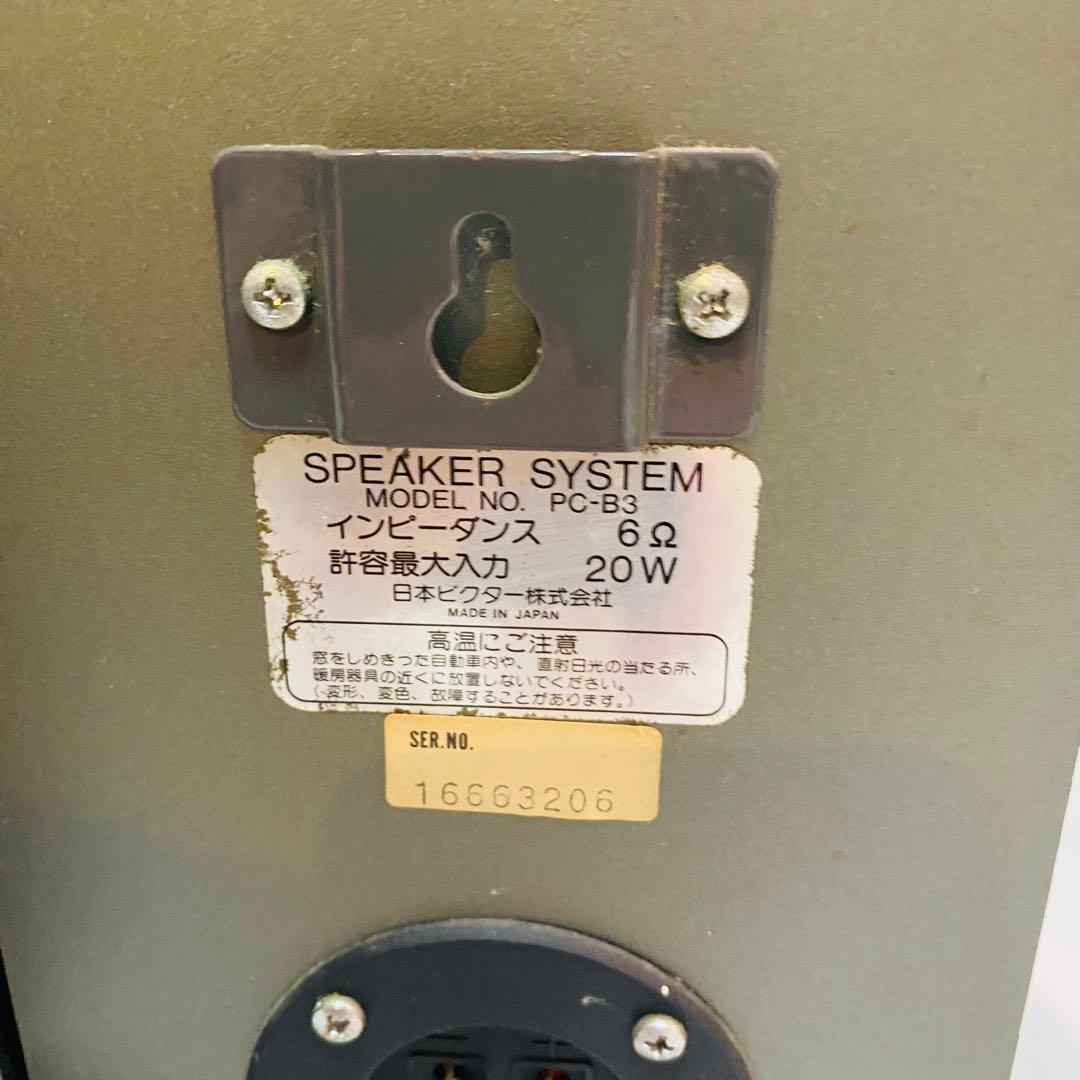 SPEAKER SYSTEM
MODEL NO. PC-B3
インピーダンス 6Ω
許容最大入力 20W
日本ビクター株式会社
MADE IN JAPAN
高温にご注意
窓をしめきった自動車内や、直射日光の当たる所、
暖房器具の近くに放置しないでください。
(変形、変色、故障することがあります。)
SER.NO.
16663206